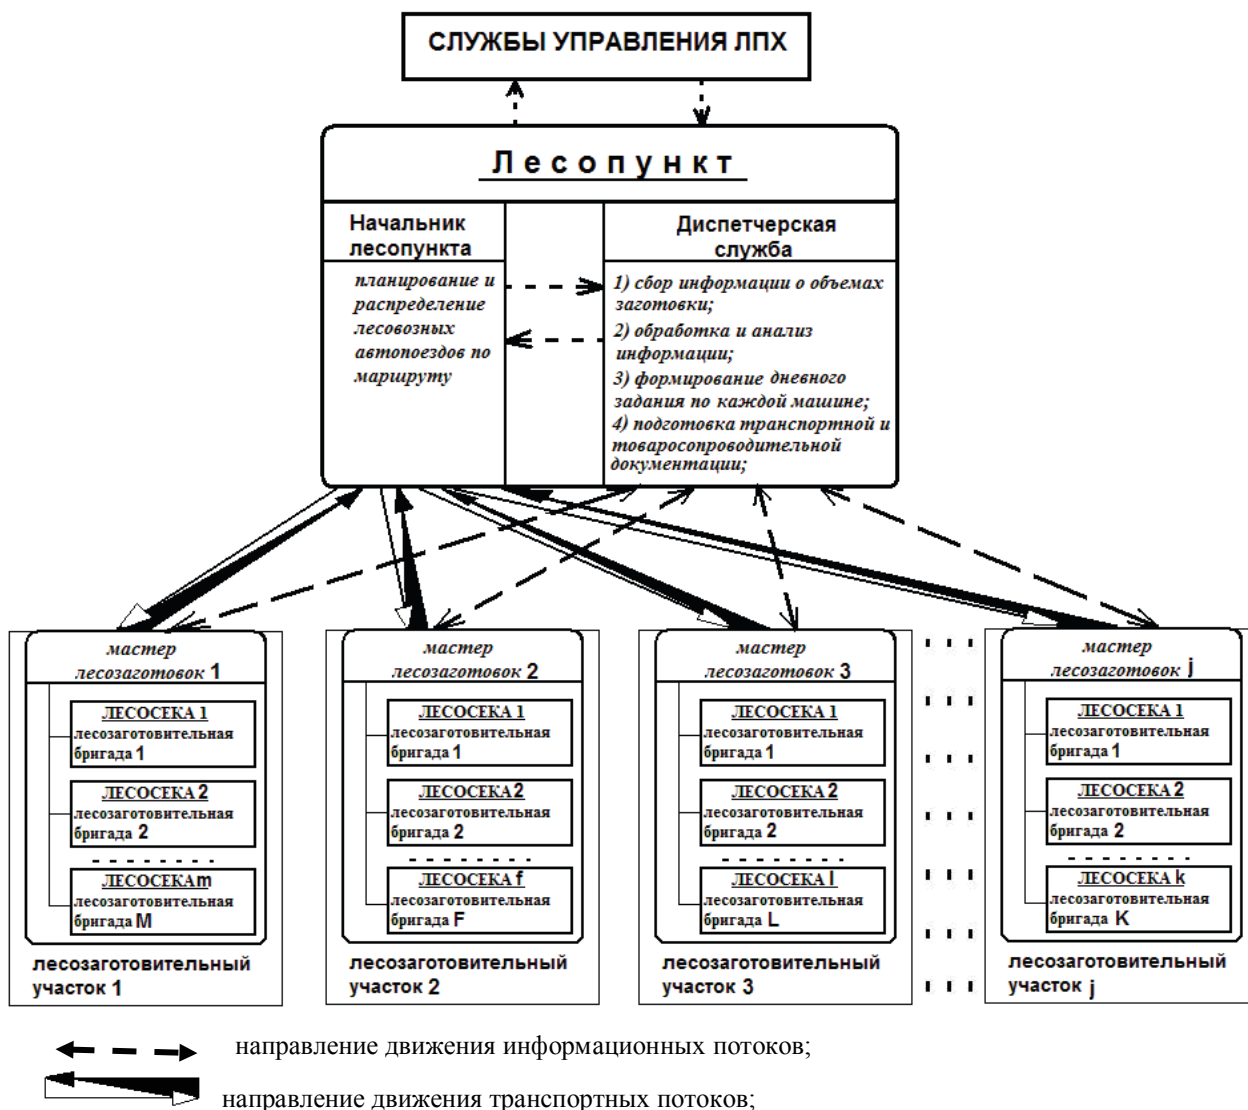 СЛУЖБЫ УПРАВЛЕНИЯ ЛПХ
Лесопункт
Начальник
лесопункта
планирование и
распределение
лесовозных
автопоездов по
маршруту
Диспетчерская
служба
1) сбор информации о объемах
заготовки;
2) обработка и анализ
информации;
3) формирование дневного
задания по каждой машине;
4) подготовка транспортной и
товаросопроводительной
документации;
мастер
лесозаготовок 1
ЛЕСОСЕКА 1
лесозаготовительная
бригада 1
ЛЕСОСЕКА 2
лесозаготовительная
бригада 2
ЛЕСОСЕКА m
лесозаготовительная
бригада M
лесозаготовительный
участок 1
мастер
лесозаготовок 2
ЛЕСОСЕКА 1
лесозаготовительная
бригада 1
ЛЕСОСЕКА 2
лесозаготовительная
бригада 2
ЛЕСОСЕКА f
лесозаготовительная
бригада F
лесозаготовительный
участок 2
мастер
лесозаготовок 3
ЛЕСОСЕКА 1
лесозаготовительная
бригада 1
ЛЕСОСЕКА 2
лесозаготовительная
бригада 2
ЛЕСОСЕКА l
лесозаготовительная
бригада L
лесозаготовительный
участок 3
мастер
лесозаготовок j
ЛЕСОСЕКА 1
лесозаготовительная
бригада 1
ЛЕСОСЕКА 2
лесозаготовительная
бригада 2
ЛЕСОСЕКА k
лесозаготовительная
бригада K
лесозаготовительный
участок j
направление движения информационных потоков;
направление движения транспортных потоков;